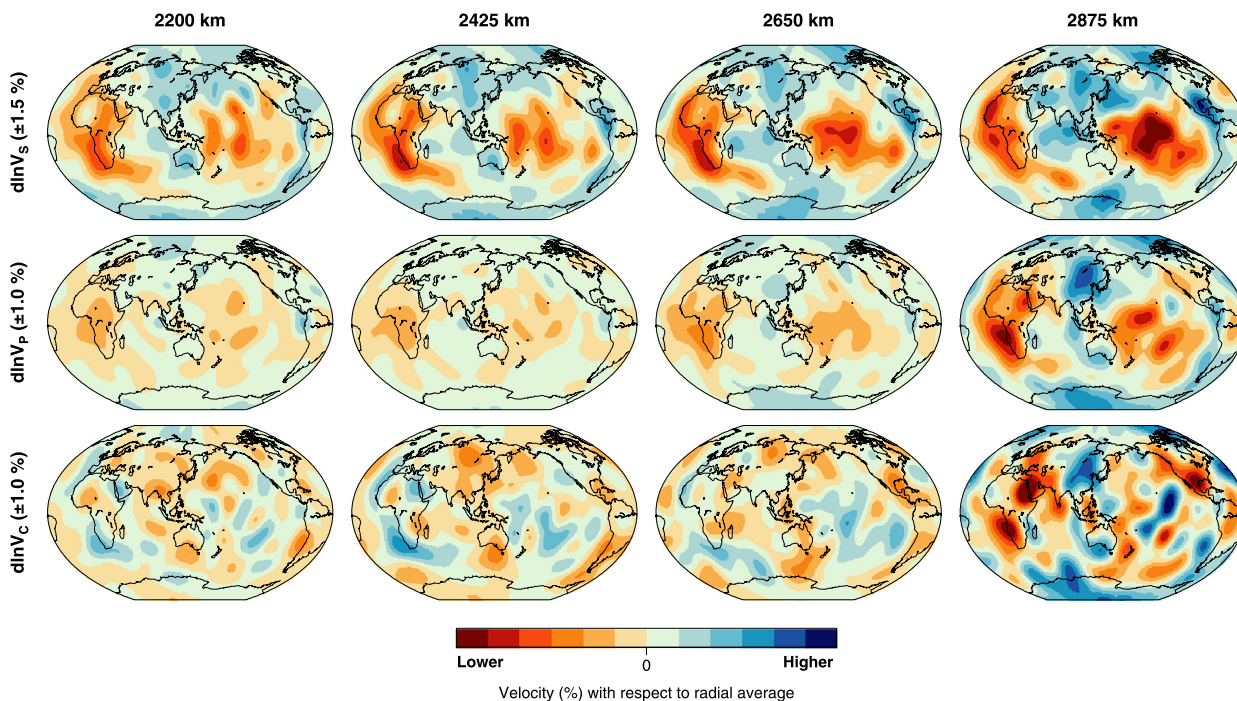 2200 km
2425 km
2650 km
2875 km
dlnVS (±1.5 %)
dlnVP (±1.0 %)
dlnVC (±1.0 %)
Lower
0
Higher
Velocity (%) with respect to radial average